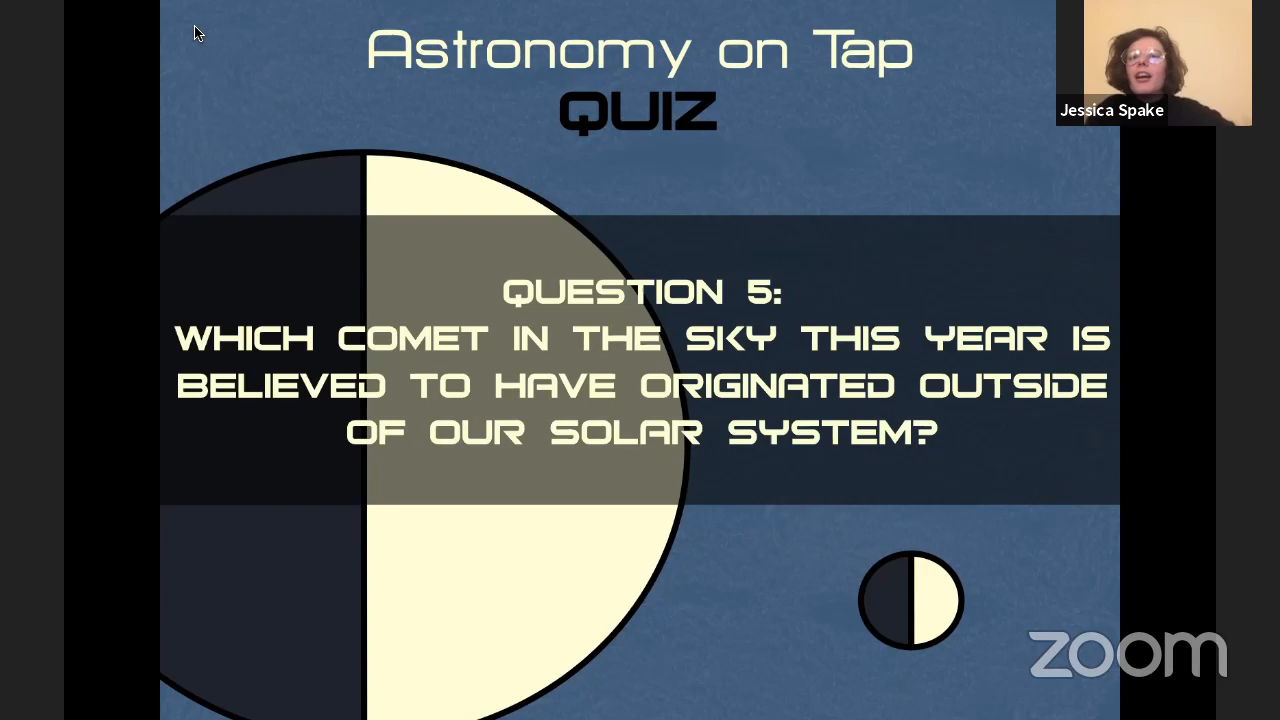 Astronomy on Tap
QUIZ
Jessica Spake
QUESTION 5:
WHICH COMET IN THE SKY THIS YEAR IS
BELIEVED TO HAVE ORIGINATED OUTSIDE
OF OUR SOLAR SYSTEM?
zoom